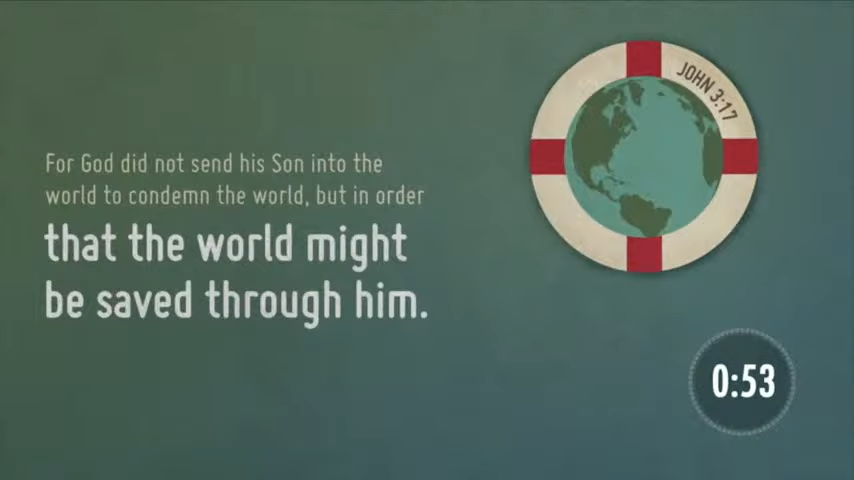 JOHN 3:17
For God did not send his Son into the
world to condemn the world, but in order
that the world might
be saved through him.
0:53